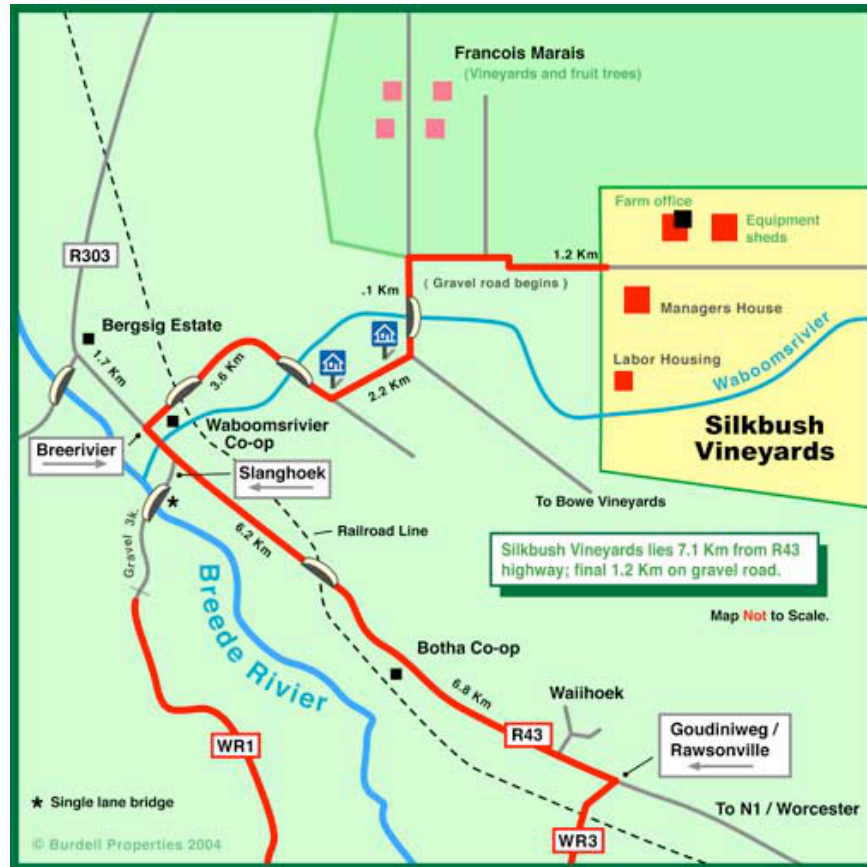 Francois Marais
(Vineyards and fruit trees)
Farm office
Equipment
sheds
R303
1.2 Km
( Gravel road begins )
.1 Km
Managers House
Bergsig Estate
1.7 Km
3.6 Km
2.2 Km
Labor Housing
Waboomsrivier
Silkbush
Vineyards
Waboomsrivier
Co-op
Breerivier
Slanghoek
*
To Bowe Vineyards
Gravel 3k.
6.2 Km
Railroad Line
Silkbush Vineyards lies 7.1 Km from R43
highway; final 1.2 Km on gravel road.
Map Not to Scale.
Breede Rivier
Botha Co-op
6.8 Km
Waiihoek
R43
Goudiniweg /
Rawsonville
WR1
* Single lane bridge
To N1 / Worcester
WR3
© Burdell Properties 2004